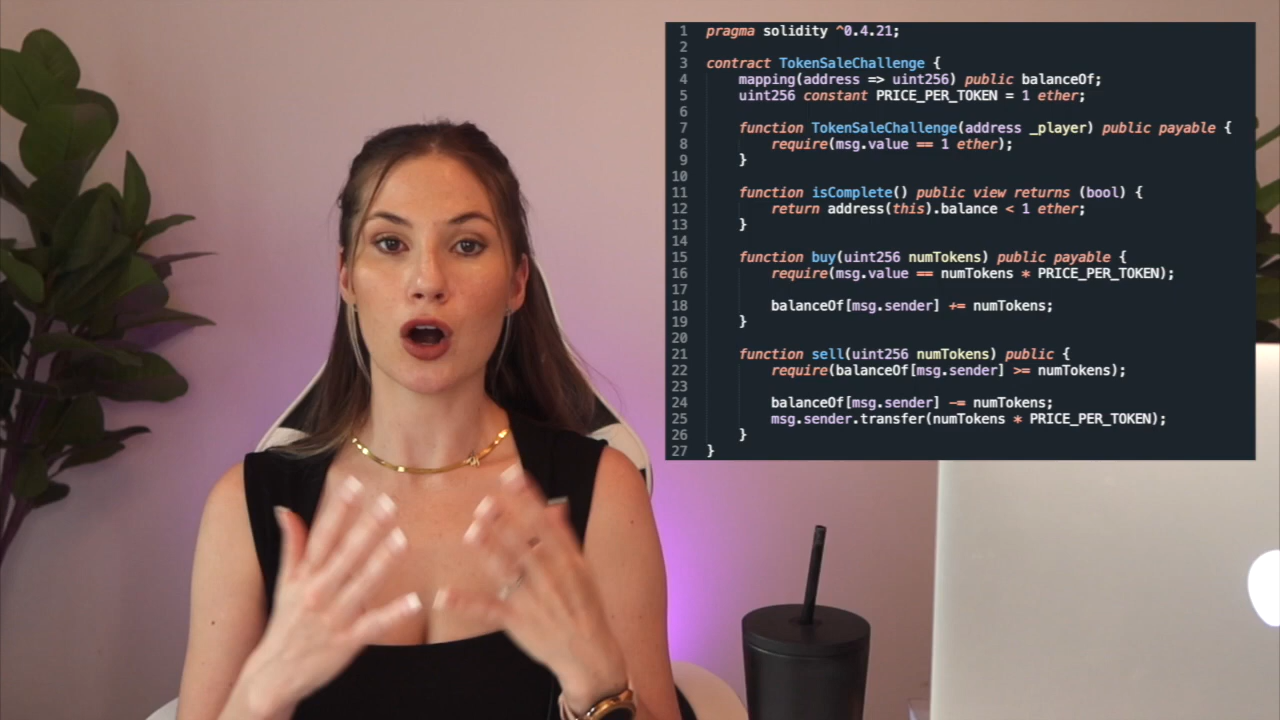 1 pragma solidity ^0.4.21;
2
3 contract TokenSaleChallenge {
4 mapping(address => uint256) public balanceOf;
5 uint256 constant PRICE_PER_TOKEN = 1 ether;
6
7 function TokenSaleChallenge(address _player) public payable {
8 require(msg.value == 1 ether);
9 }
10
11 function isComplete() public view returns (bool) {
12 return address(this).balance < 1 ether;
13 }
14
15 function buy(uint256 numTokens) public payable {
16 require(msg.value == numTokens * PRICE_PER_TOKEN);
17
18 balanceOf[msg.sender] += numTokens;
19 }
20
21 function sell(uint256 numTokens) public {
22 require(balanceOf[msg.sender] >= numTokens);
23
24 balanceOf[msg.sender] -= numTokens;
25 msg.sender.transfer(numTokens * PRICE_PER_TOKEN);
26 }
27 }